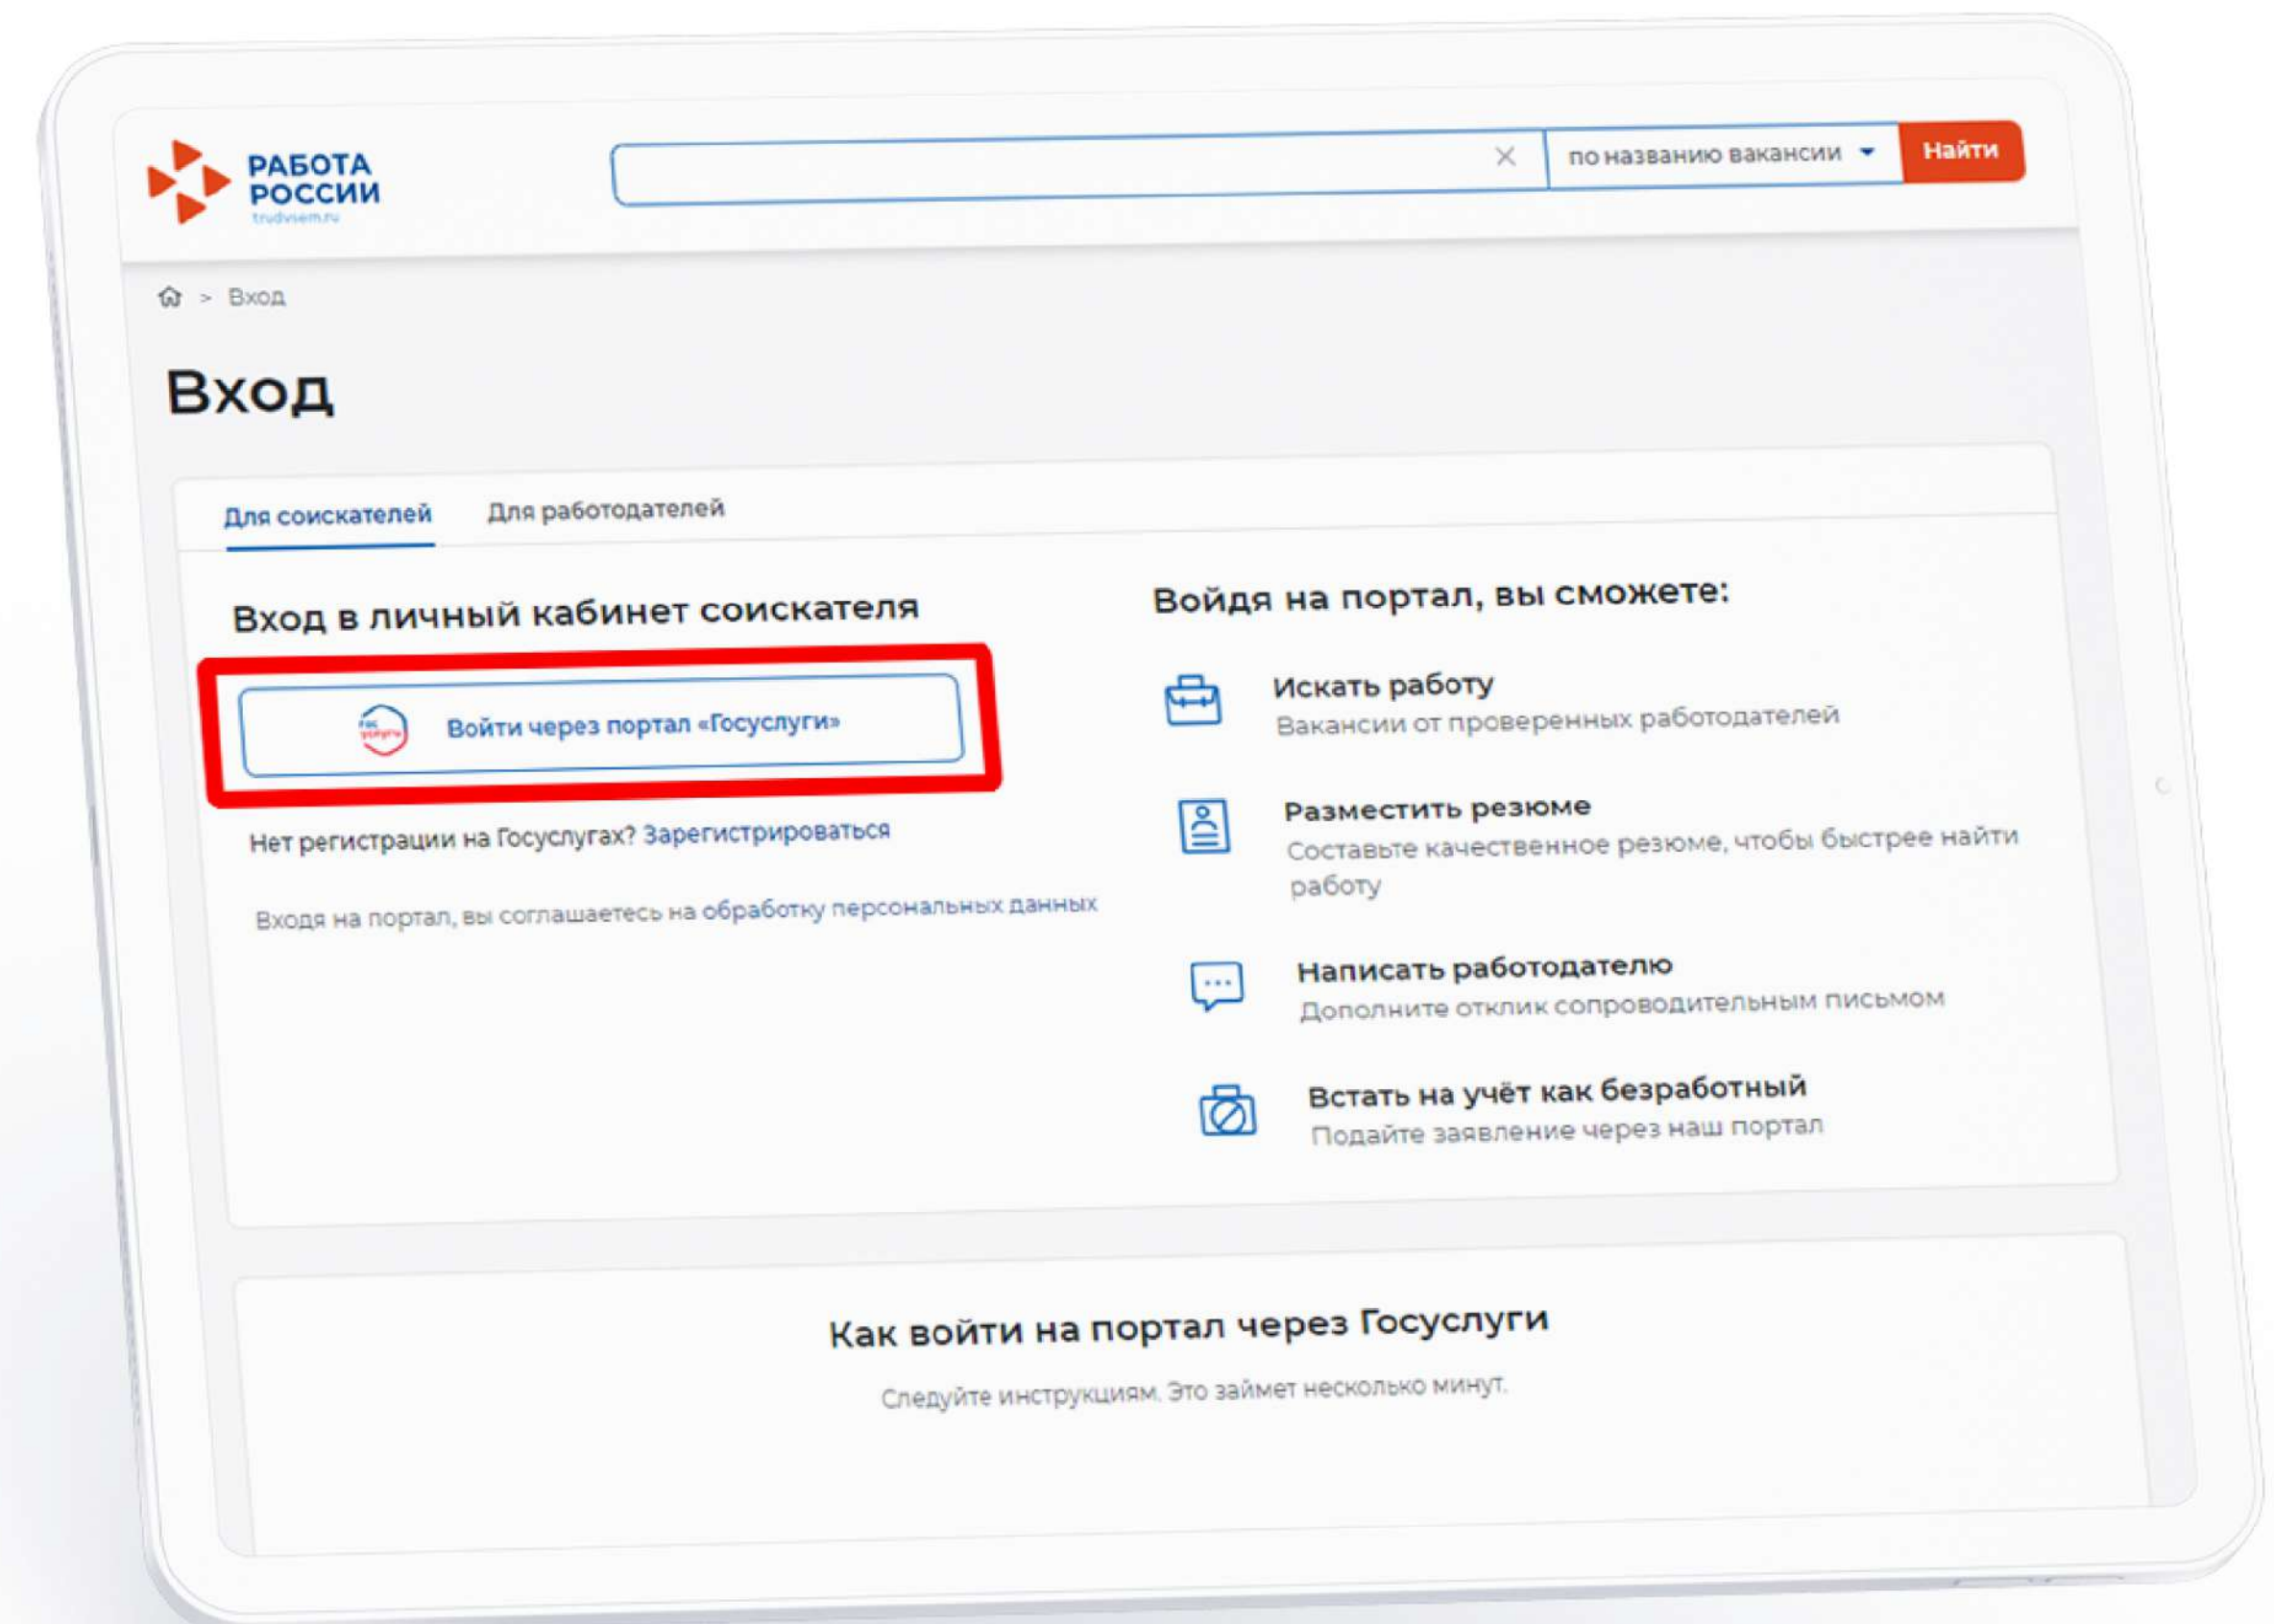 РАБОТА
РОССИИ
trudvsem.ru
по названию вакансии
Найти
> Вход
Вход
Для соискателей Для работодателей
Вход в личный кабинет соискателя
гос
услуги
Войти через портал «Госуслуги»
Нет регистрации на Госуслугах? Зарегистрироваться
Входя на портал, вы соглашаетесь на обработку персональных данных
Войдя на портал, вы сможете:
Искать работу
Вакансии от проверенных работодателей
Разместить резюме
Составьте качественное резюме, чтобы быстрее найти
работу
Написать работодателю
Дополните отклик сопроводительным письмом
Встать на учёт как безработный
Подайте заявление через наш портал
Как войти на портал через Госуслуги
Следуйте инструкциям. Это займет несколько минут.